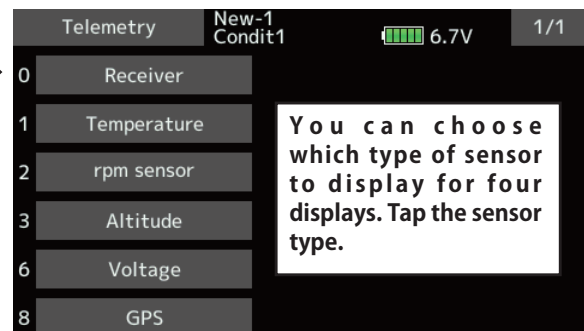 Telemetry
New-1
Condit1
6.7V
1/1
0 Receiver
1 Temperature
2 rpm sensor
3 Altitude
6 Voltage
8 GPS
You can choose
which type of sensor
to display for four
displays. Tap the sensor
type.